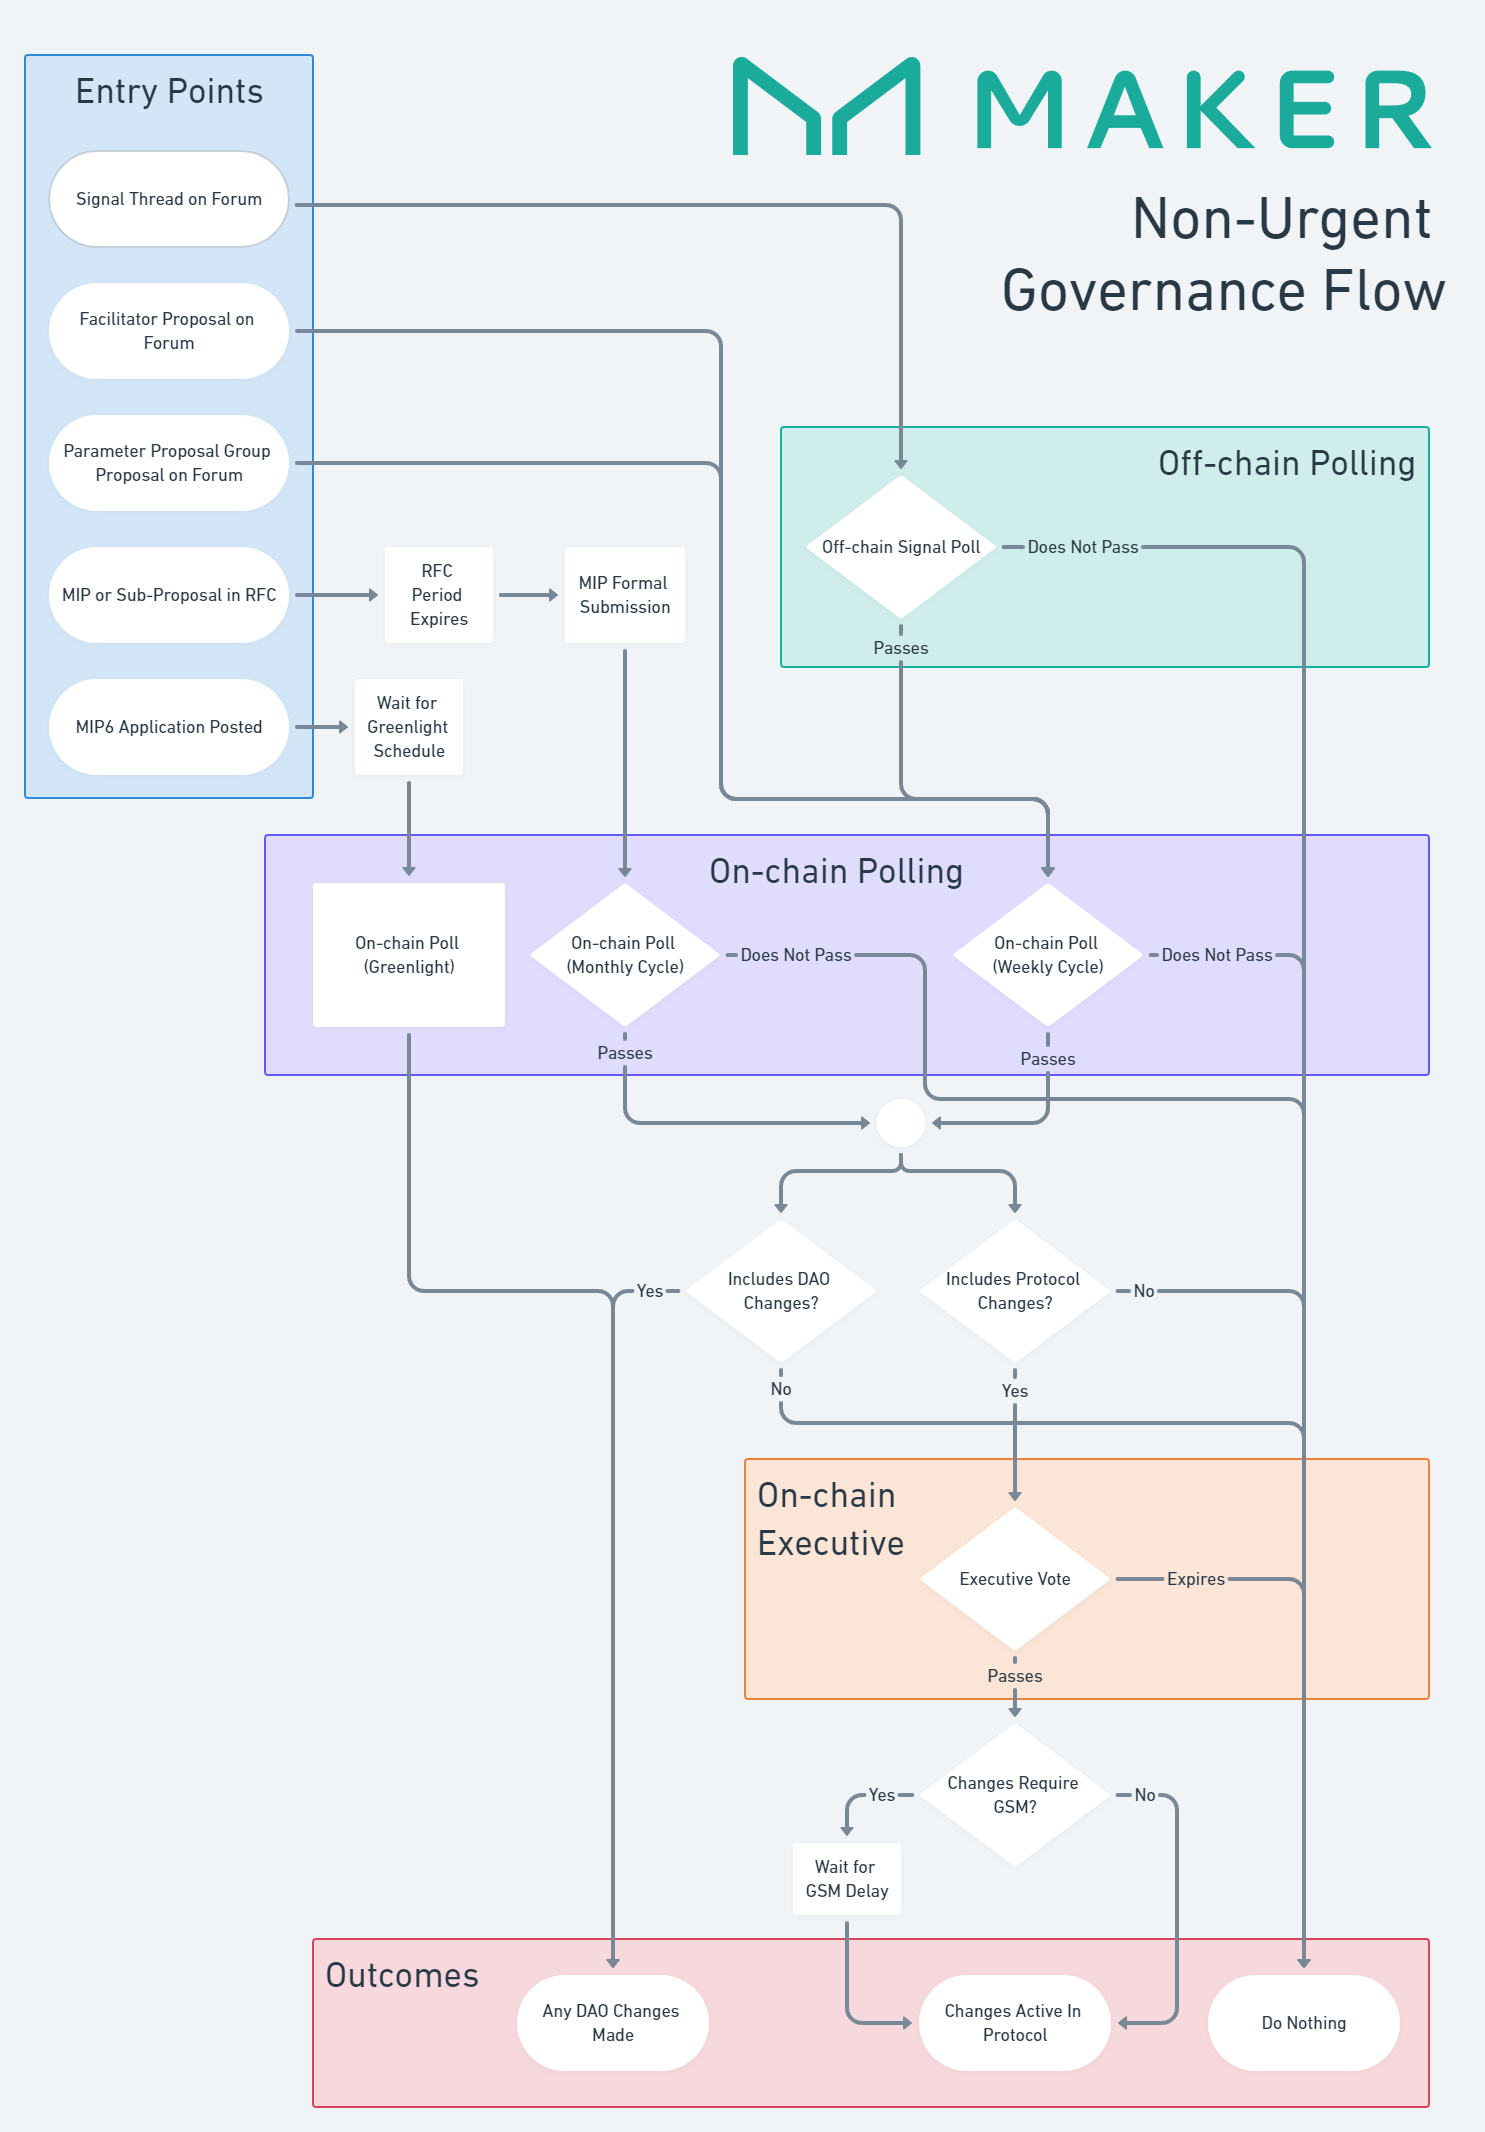 Entry Points
MAKER
Non-Urgent
Governance Flow
Signal Thread on Forum
Facilitator Proposal on
Forum
Parameter Proposal Group
Proposal on Forum
MIP or Sub-Proposal in RFC
RFC
Period
Expires
MIP Formal
Submission
MIP6 Application Posted
Wait for
Greenlight
Schedule
Off-chain Polling
Off-chain Signal Poll
Does Not Pass
Passes
On-chain Polling
On-chain Poll
(Greenlight)
On-chain Poll
(Monthly Cycle)
Does Not Pass
Passes
On-chain Poll
(Weekly Cycle)
Does Not Pass
Passes
Includes DAO
Changes?
Yes
No
Includes Protocol
Changes?
No
Yes
On-chain
Executive
Executive Vote
Expires
Passes
Changes Require
GSM?
Yes
No
Wait for
GSM Delay
Outcomes
Any DAO Changes
Made
Changes Active In
Protocol
Do Nothing